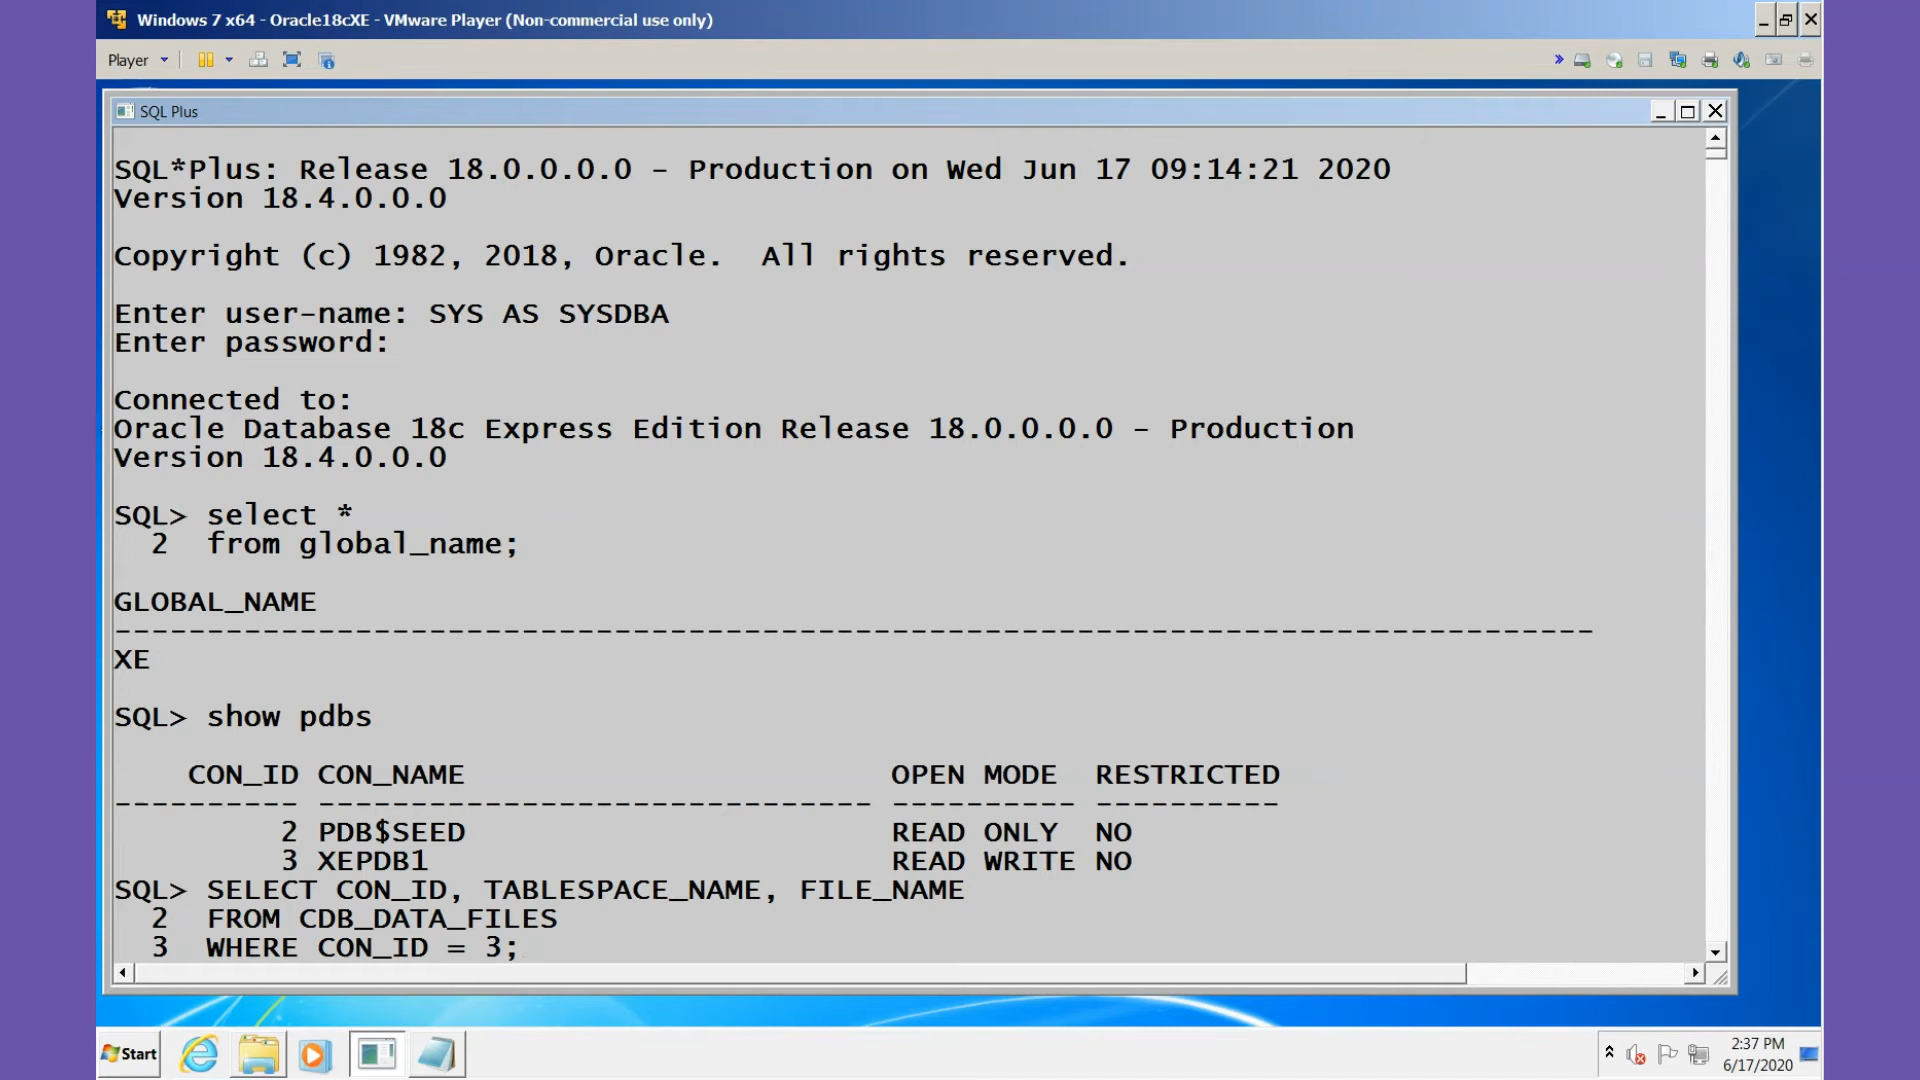 Windows 7 x64 - Oracle18cXE - VMware Player (Non-commercial use only)
Player
SQL Plus
SQL*Plus: Release 18.0.0.0.0 - Production on Wed Jun 17 09:14:21 2020
Version 18.4.0.0.0
Copyright (c) 1982, 2018, Oracle.  All rights reserved.
Enter user-name: SYS AS SYSDBA
Enter password:
Connected to:
Oracle Database 18c Express Edition Release 18.0.0.0.0 - Production
Version 18.4.0.0.0
SQL> select *
  2  from global_name;
GLOBAL_NAME
--------------------------------------------------------------------------------
XE
SQL> show pdbs
    CON_ID CON_NAME                       OPEN MODE  RESTRICTED
---------- ------------------------------ ---------- ----------
         2 PDB$SEED                       READ ONLY  NO
         3 XEPDB1                         READ WRITE NO
SQL> SELECT CON_ID, TABLESPACE_NAME, FILE_NAME
  2  FROM CDB_DATA_FILES
  3  WHERE CON_ID = 3;
Start
2:37 PM
6/17/2020